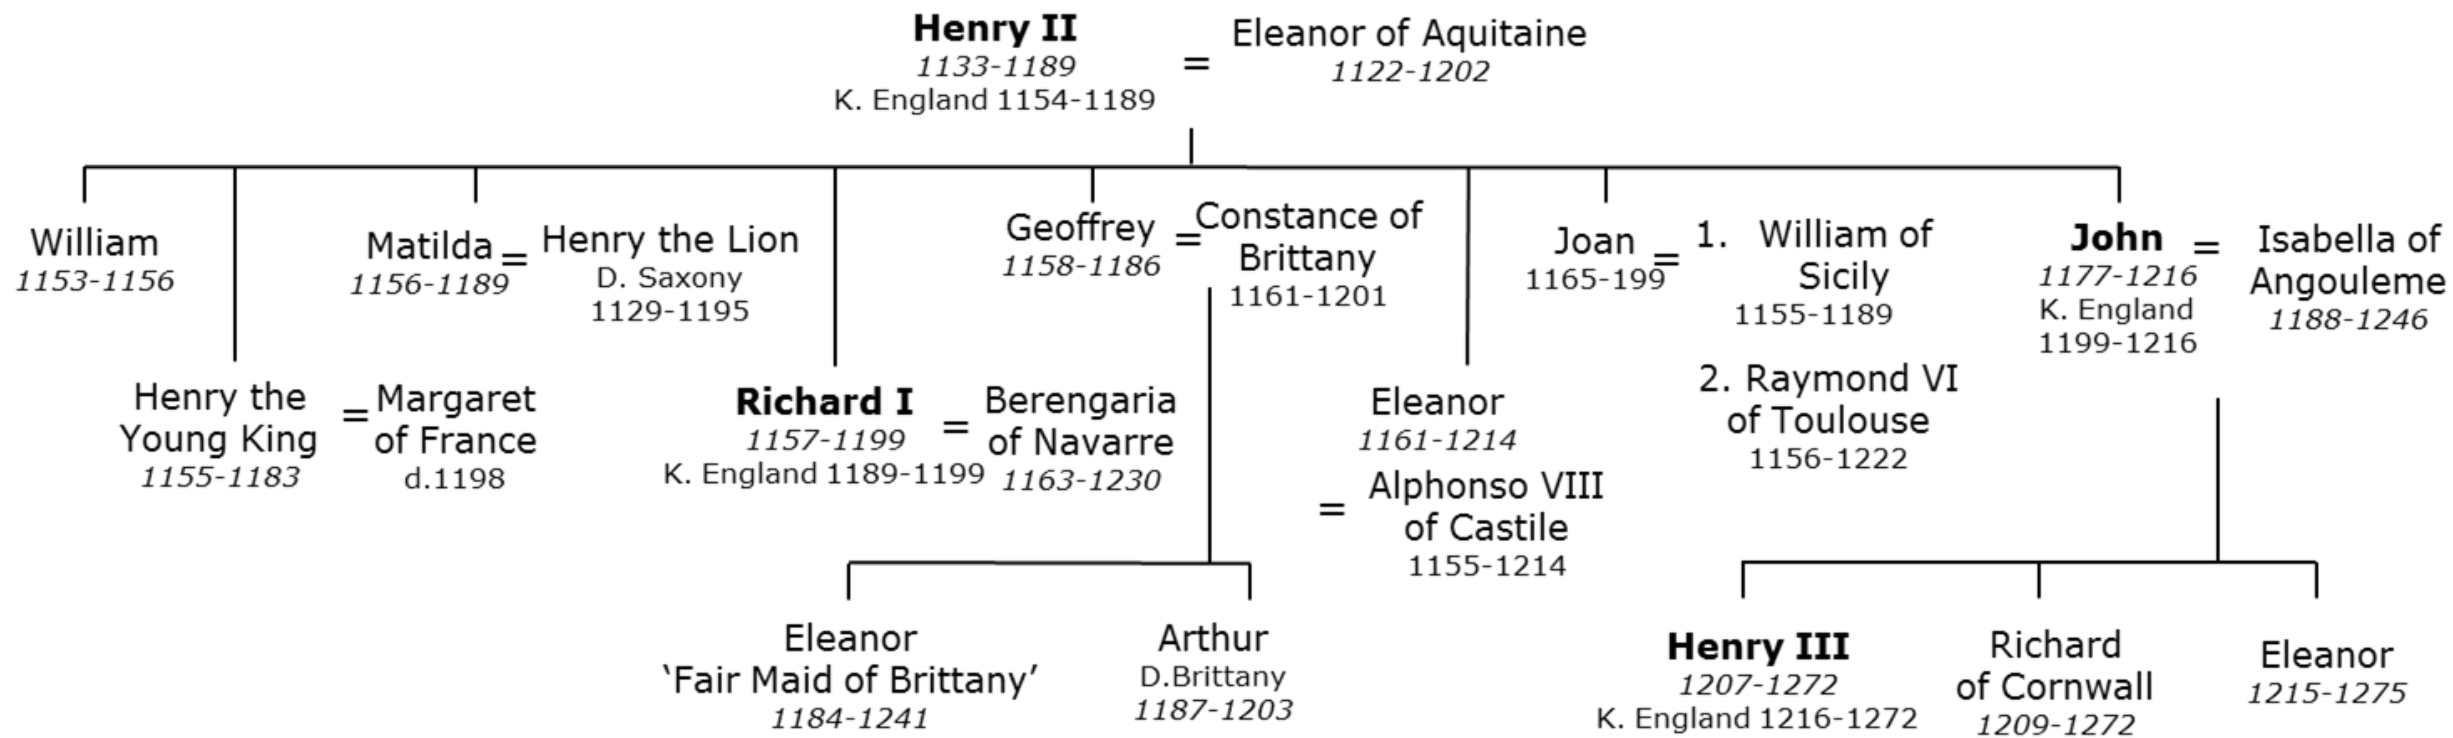 Henry II
1133-1189
K. England 1154-1189
=
Eleanor of Aquitaine
1122-1202
William
1153-1156
Henry the
Young King
1155-1183
=
Margaret
of France
d.1198
Matilda
1156-1189
=
Henry the Lion
D. Saxony
1129-1195
Richard I
1157-1199
K. England 1189-1199
=
Berengaria
of Navarre
1163-1230
Geoffrey
1158-1186
=
Constance of
Brittany
1161-1201
Eleanor
1161-1214
=
Alphonso VIII
of Castile
1155-1214
Joan
1165-199
=
1. William of
Sicily
1155-1189
2. Raymond VI
of Toulouse
1156-1222
John
1177-1216
K. England
1199-1216
=
Isabella of
Angouleme
1188-1246
Eleanor
‘Fair Maid of Brittany’
1184-1241
Arthur
D.Brittany
1187-1203
Henry III
1207-1272
K. England 1216-1272
Richard
of Cornwall
1209-1272
Eleanor
1215-1275